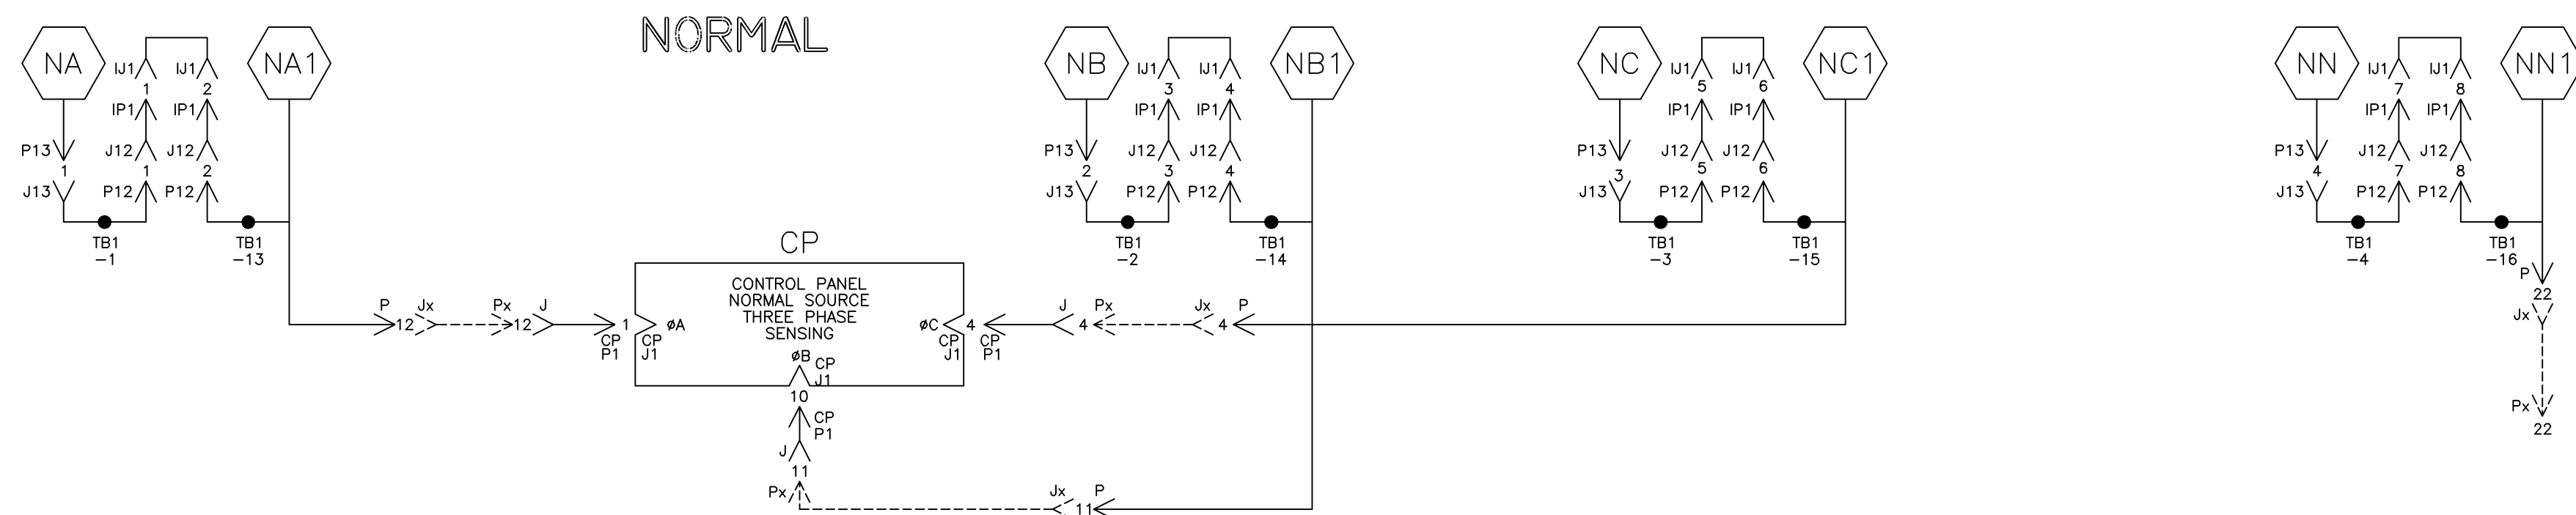 NORMAL
NA
NA1
NB
NB1
NC
NC1
NN
NN1
IJ1
IJ1
IJ1
IJ1
IJ1
IJ1
IJ1
IJ1
1
2
3
4
5
6
7
8
IP1
IP1
IP1
IP1
IP1
IP1
IP1
IP1
P13
J12
J12
P13
J12
J12
P13
J12
J12
P13
J12
J12
1
1
2
2
3
4
3
5
6
4
7
8
J13
P12
P12
J13
P12
P12
J13
P12
P12
J13
P12
P12
TB1
-1
TB1
-13
TB1
-2
TB1
-14
TB1
-3
TB1
-15
TB1
-4
TB1
-16
CP
CONTROL PANEL
NORMAL SOURCE
THREE PHASE
SENSING
P
Jx
Px
J
12
12
1
øA
CP
P1
CP
J1
øC
4
CP
J1
CP
P1
J
Px
Jx
P
4
4
øB
CP
J1
10
CP
P1
J
11
Px
Jx
P
11
P
22
Jx
Px
22